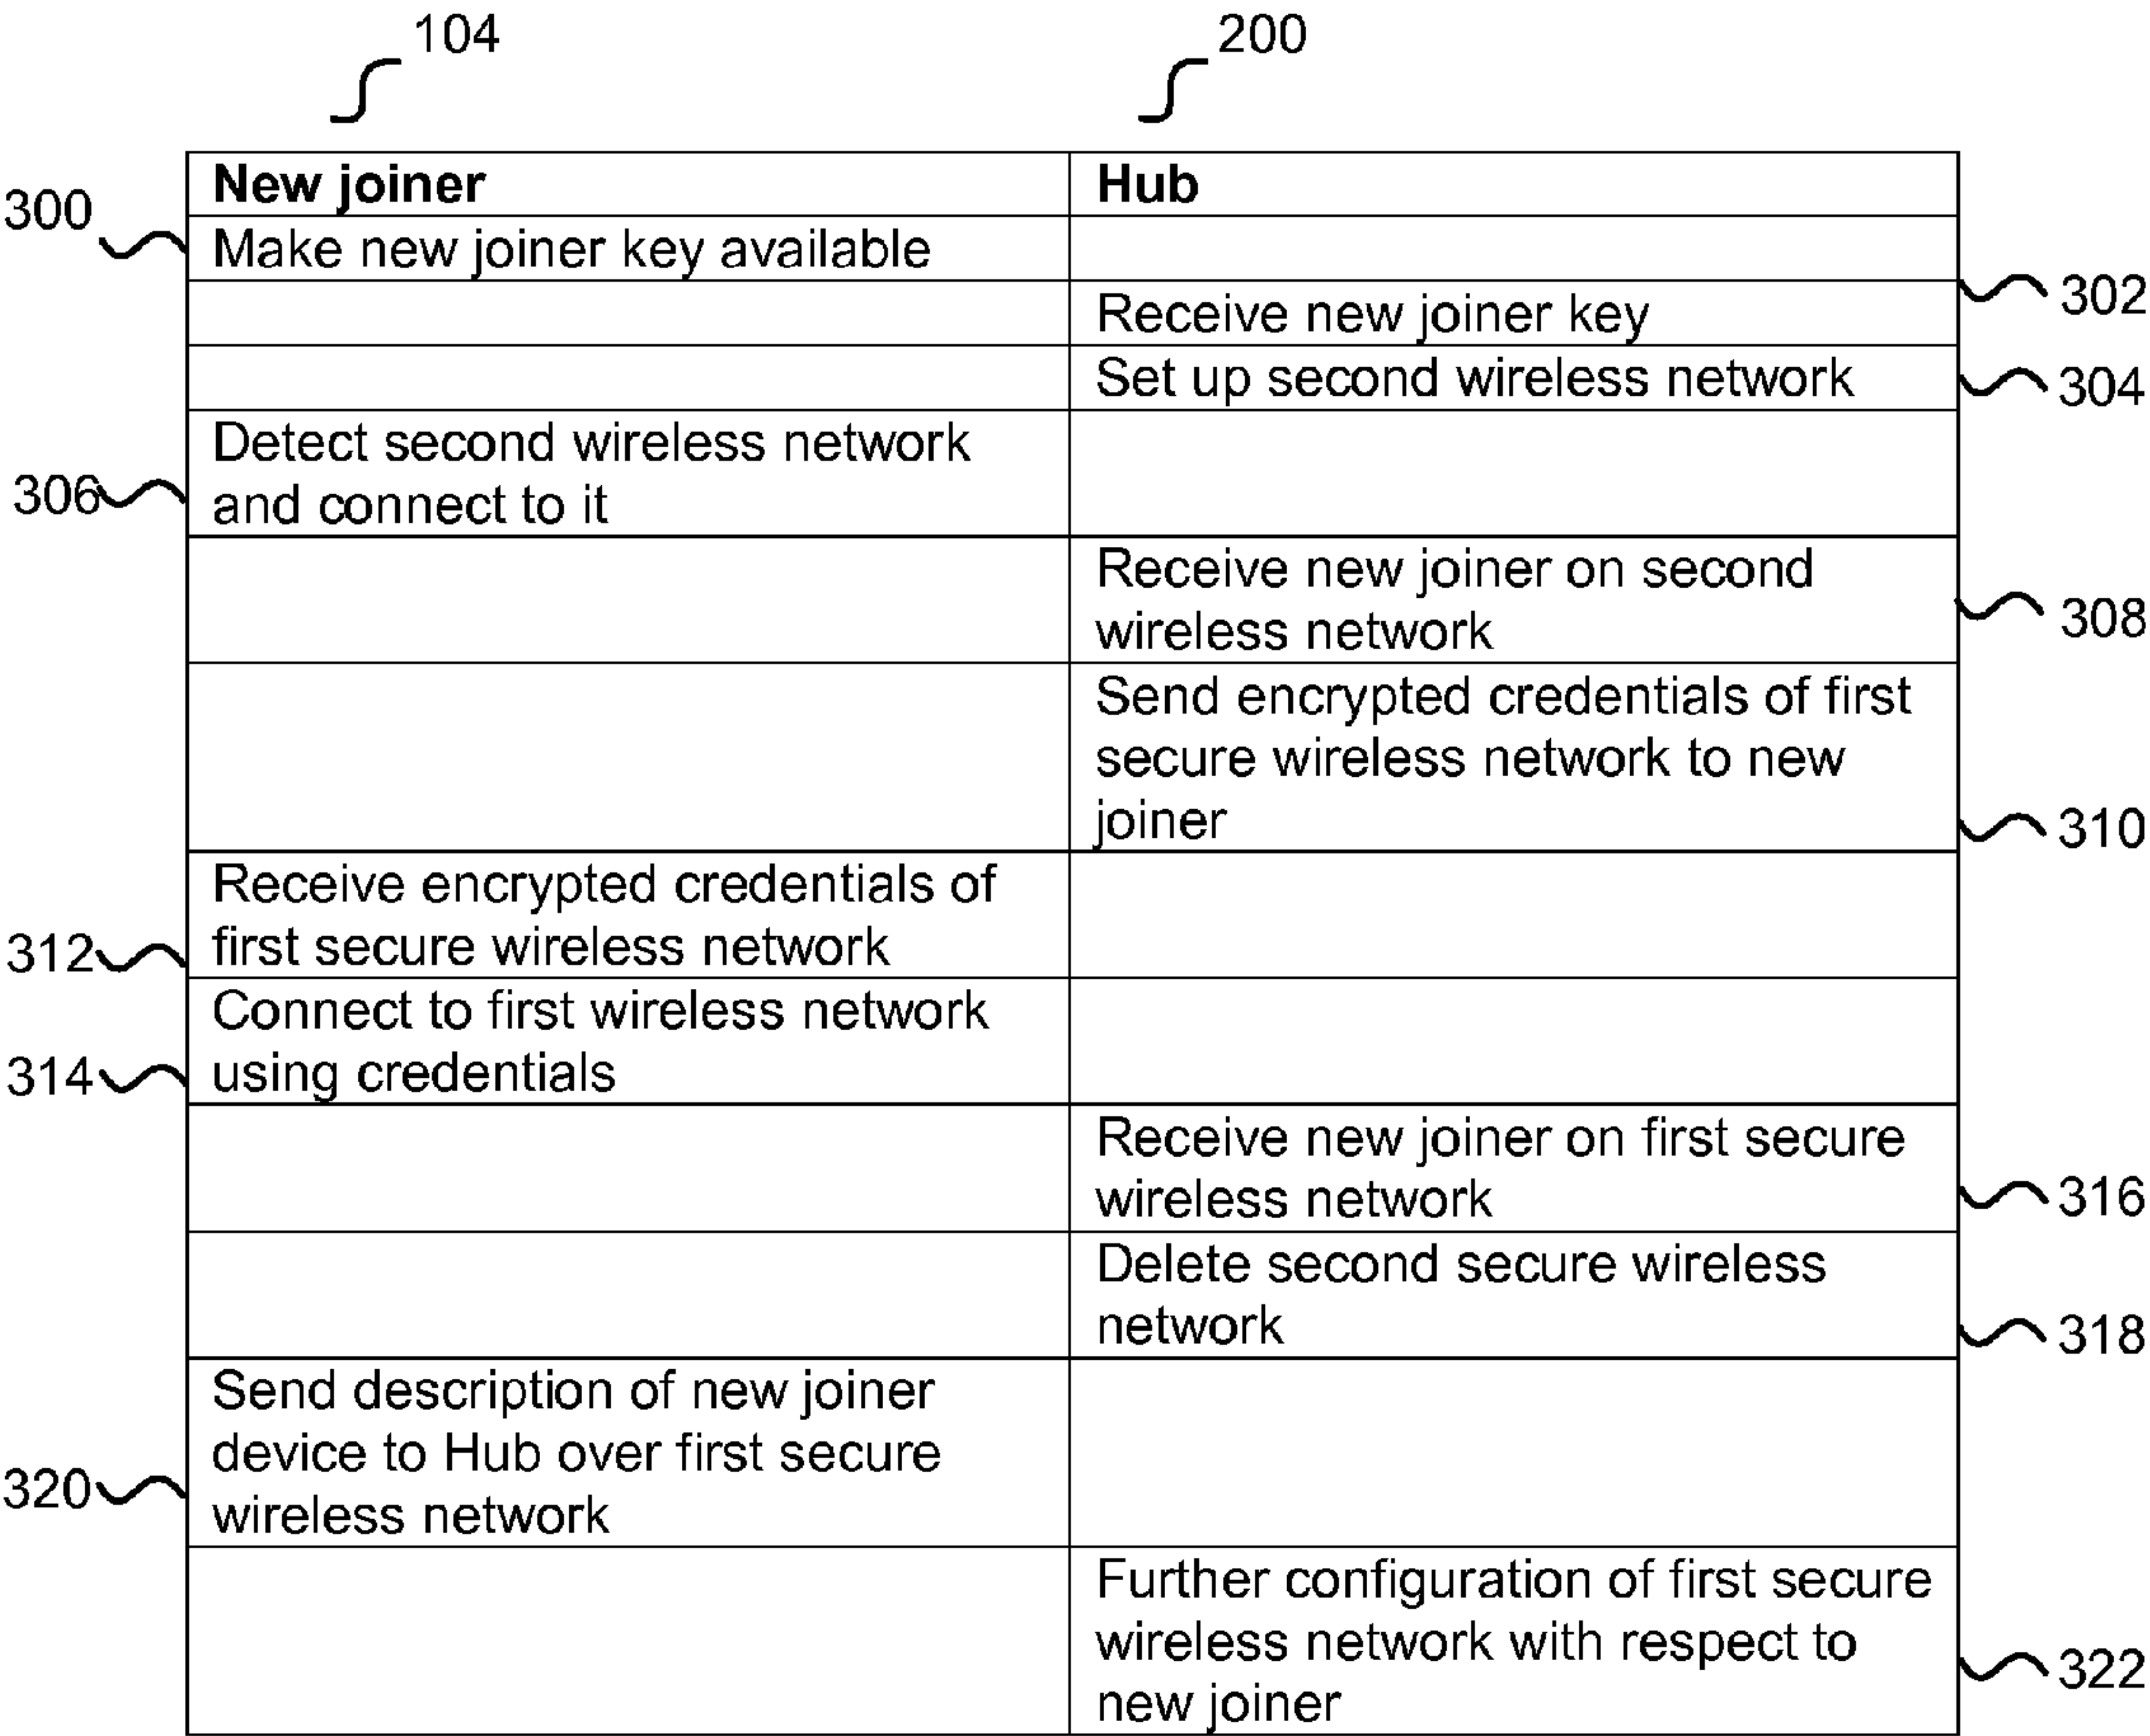 104
200
New joiner
Hub
300
Make new joiner key available
302
Receive new joiner key
Set up second wireless network
304
Detect second wireless network
306
and connect to it
Receive new joiner on second
wireless network
308
Send encrypted credentials of first
secure wireless network to new
joiner
310
Receive encrypted credentials of
312
first secure wireless network
Connect to first wireless network
314
using credentials
Receive new joiner on first secure
wireless network
316
Delete second secure wireless
network
318
Send description of new joiner
device to Hub over first secure
320
wireless network
Further configuration of first secure
wireless network with respect to
322
new joiner